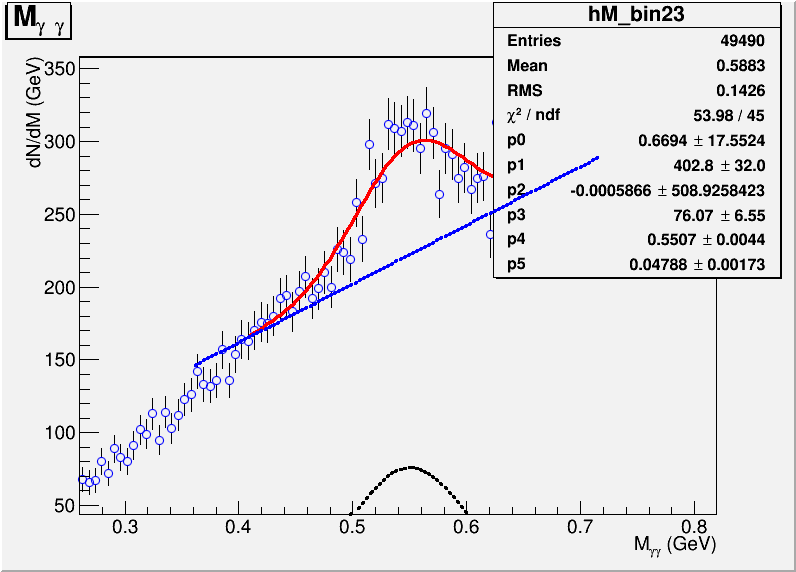 M γ γ
hM_bin23
Entries 49490
Mean 0.5883
RMS 0.1426
χ² / ndf 53.98 / 45
p0 0.6694 ± 17.5524
p1 402.8 ± 32.0
p2 -0.0005866 ± 508.9258423
p3 76.07 ± 6.55
p4 0.5507 ± 0.0044
p5 0.04788 ± 0.00173
dN/dM (GeV)
350
300
250
200
150
100
50
0.3 0.4 0.5 0.6 0.7 0.8
Mγγ (GeV)